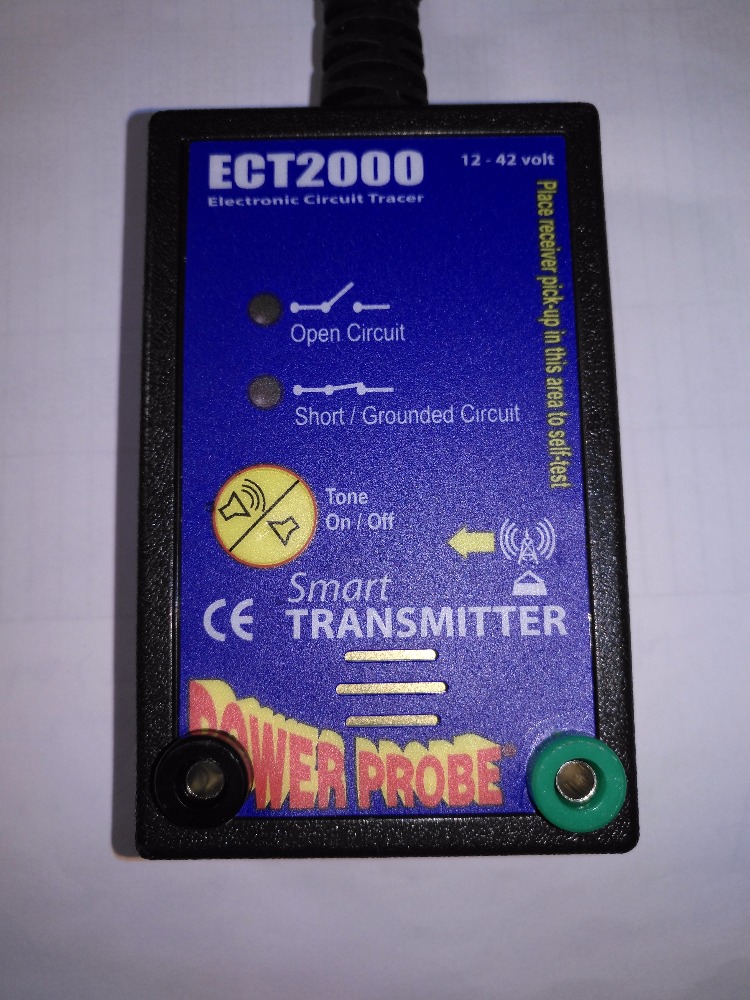 ECT2000
12 - 42 volt
Electronic Circuit Tracer
Place receiver pick-up in this area to self-test
Open Circuit
Short / Grounded Circuit
Tone
On / Off
Smart
CE TRANSMITTER
POWER PROBE®